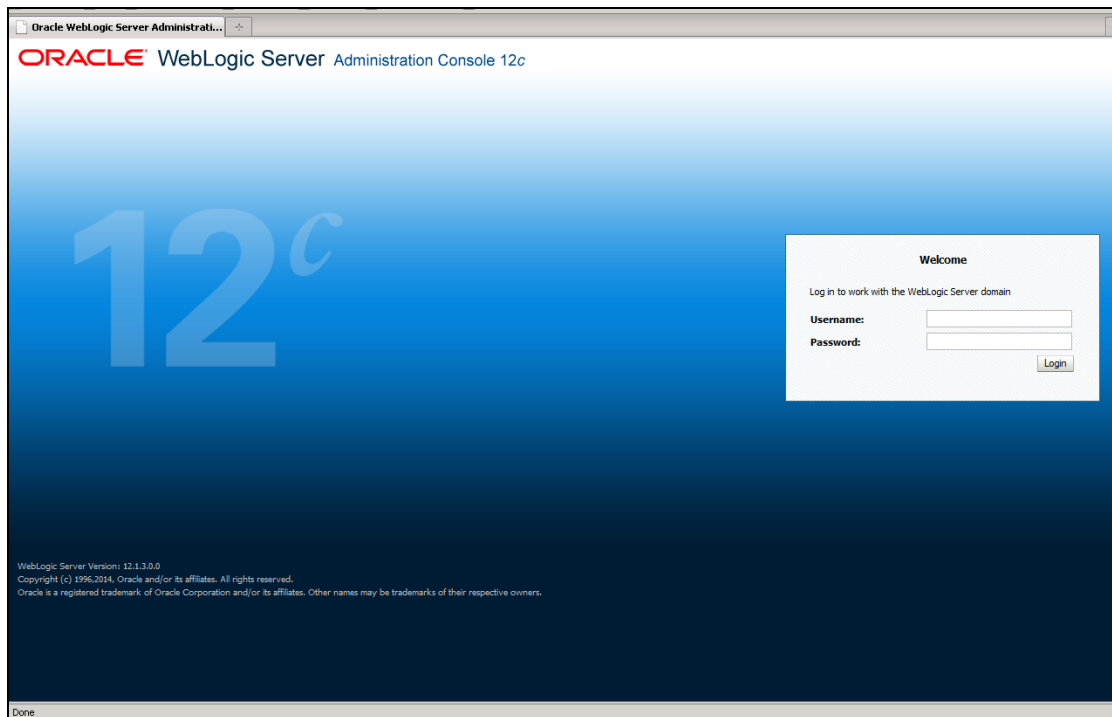 Oracle WebLogic Server Administrati...
ORACLE WebLogic Server Administration Console 12c
12c
Welcome
Log in to work with the WebLogic Server domain
Username:
Password:
Login
WebLogic Server Version: 12.1.3.0.0
Copyright (c) 1996,2014, Oracle and/or its affiliates. All rights reserved.
Oracle is a registered trademark of Oracle Corporation and/or its affiliates. Other names may be trademarks of their respective owners.
Done